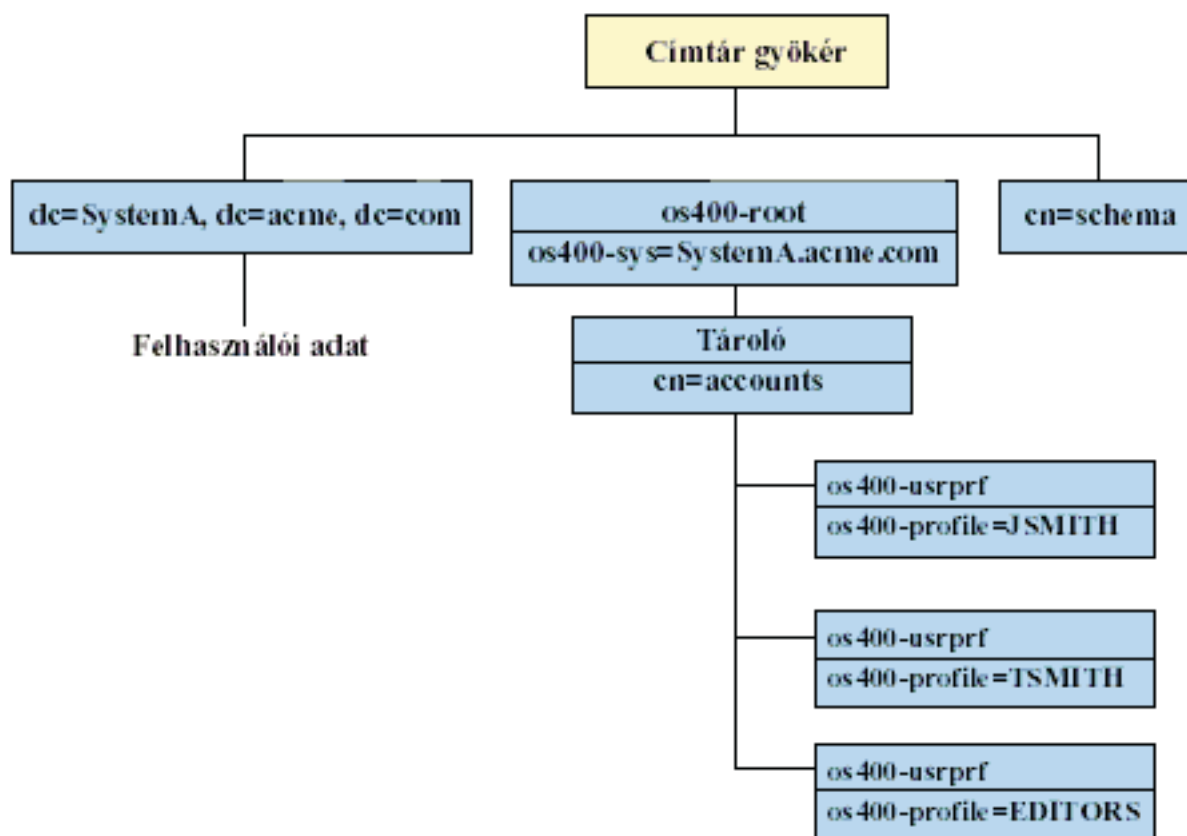 Címtár gyökér
dc=SystemA, dc=acme, dc=com
os400-root
os400-sys=SystemA.acme.com
cn=schema
Felhasználói adat
Tároló
cn=accounts
os400-usrprf
os400-profile=JSMITH
os400-usrprf
os400-profile=TSMITH
os400-usrprf
os400-profile=EDITORS